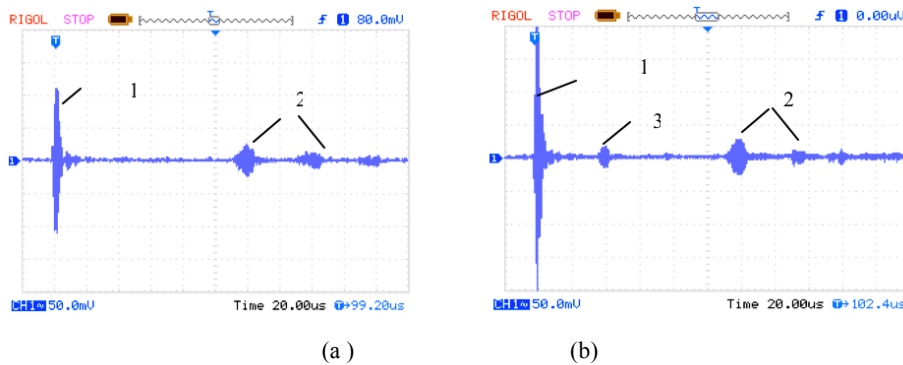 RIGOL STOP T 1 80.0mV
T
1
2
1
CH1 50.0mV Time 20.00us T→99.20us
(a )
RIGOL STOP T 1 0.00uV
T
1
2
3
1
CH1 50.0mV Time 20.00us T→102.4us
(b)